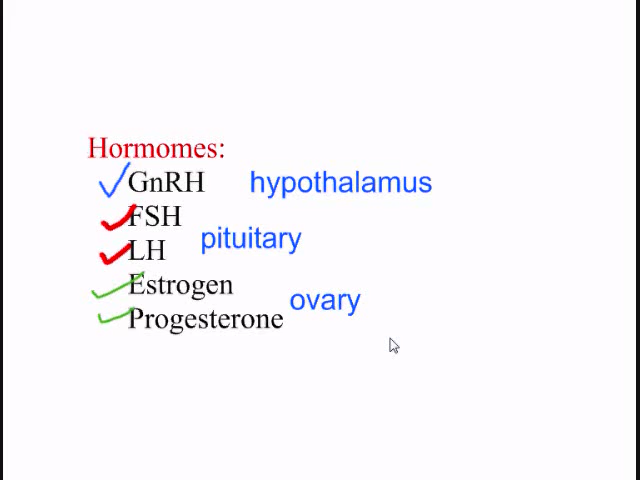 Hormomes:
GnRH hypothalamus
FSH
pituitary
LH
Estrogen
ovary
Progesterone